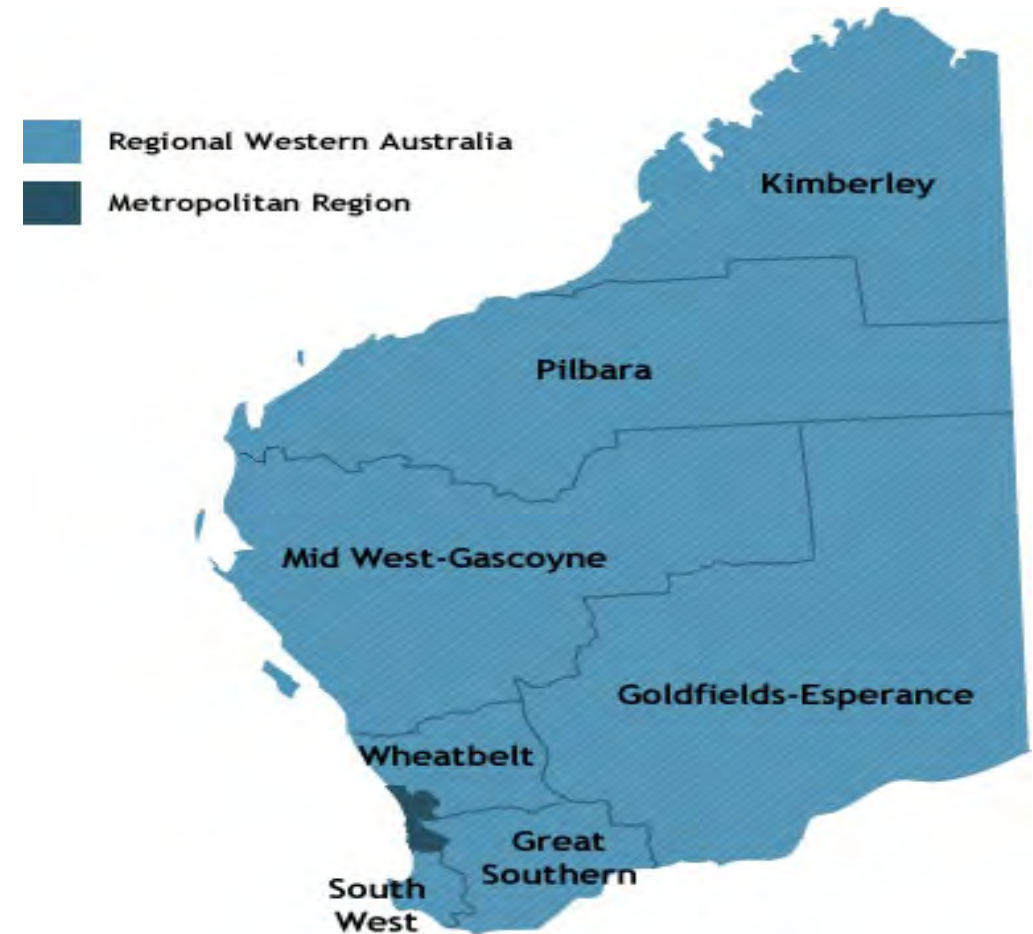 Regional Western Australia
Metropolitan Region
Kimberley
Pilbara
Mid West-Gascoyne
Goldfields-Esperance
Wheatbelt
Great
Southern
South
West